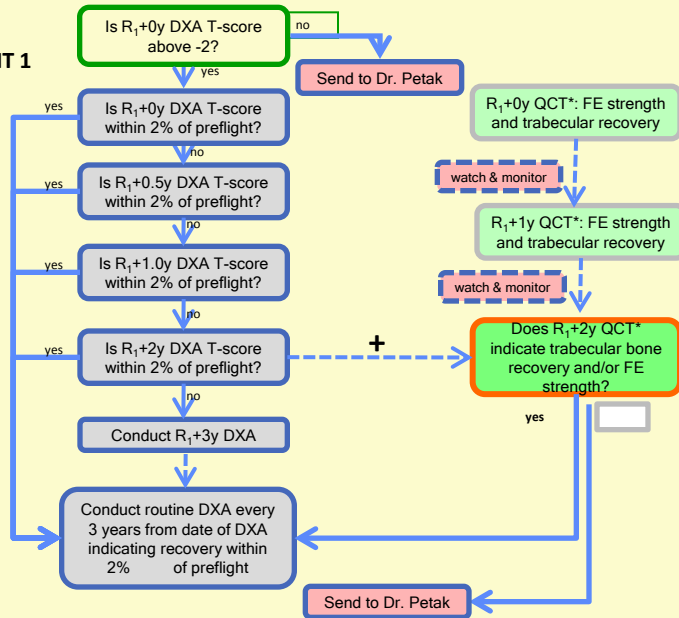 Is R1+0y DXA T-score
above -2?
no
IT 1
yes
Send to Dr. Petak
yes
Is R1+0y DXA T-score
within 2% of preflight?
R1+0y QCT*: FE strength
and trabecular recovery
no
watch & monitor
yes
Is R1+0.5y DXA T-score
within 2% of preflight?
R1+1y QCT*: FE strength
and trabecular recovery
no
yes
Is R1+1.0y DXA T-score
within 2% of preflight?
watch & monitor
no
yes
Is R1+2y DXA T-score
within 2% of preflight?
+
Does R1+2y QCT*
indicate trabecular bone
recovery and/or FE
strength?
no
yes
Conduct R1+3y DXA
Conduct routine DXA every
3 years from date of DXA
indicating recovery within
2% of preflight
Send to Dr. Petak